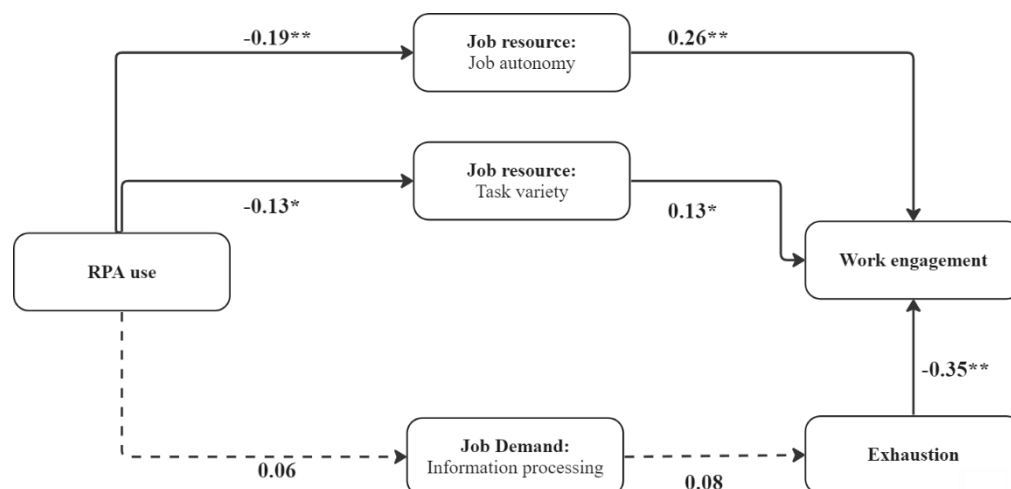 -0.19**
Job resource:
Job autonomy
0.26**
Job resource:
Task variety
-0.13*
0.13*
RPA use
Work engagement
-0.35**
Job Demand:
Information processing
Exhaustion
0.06
0.08